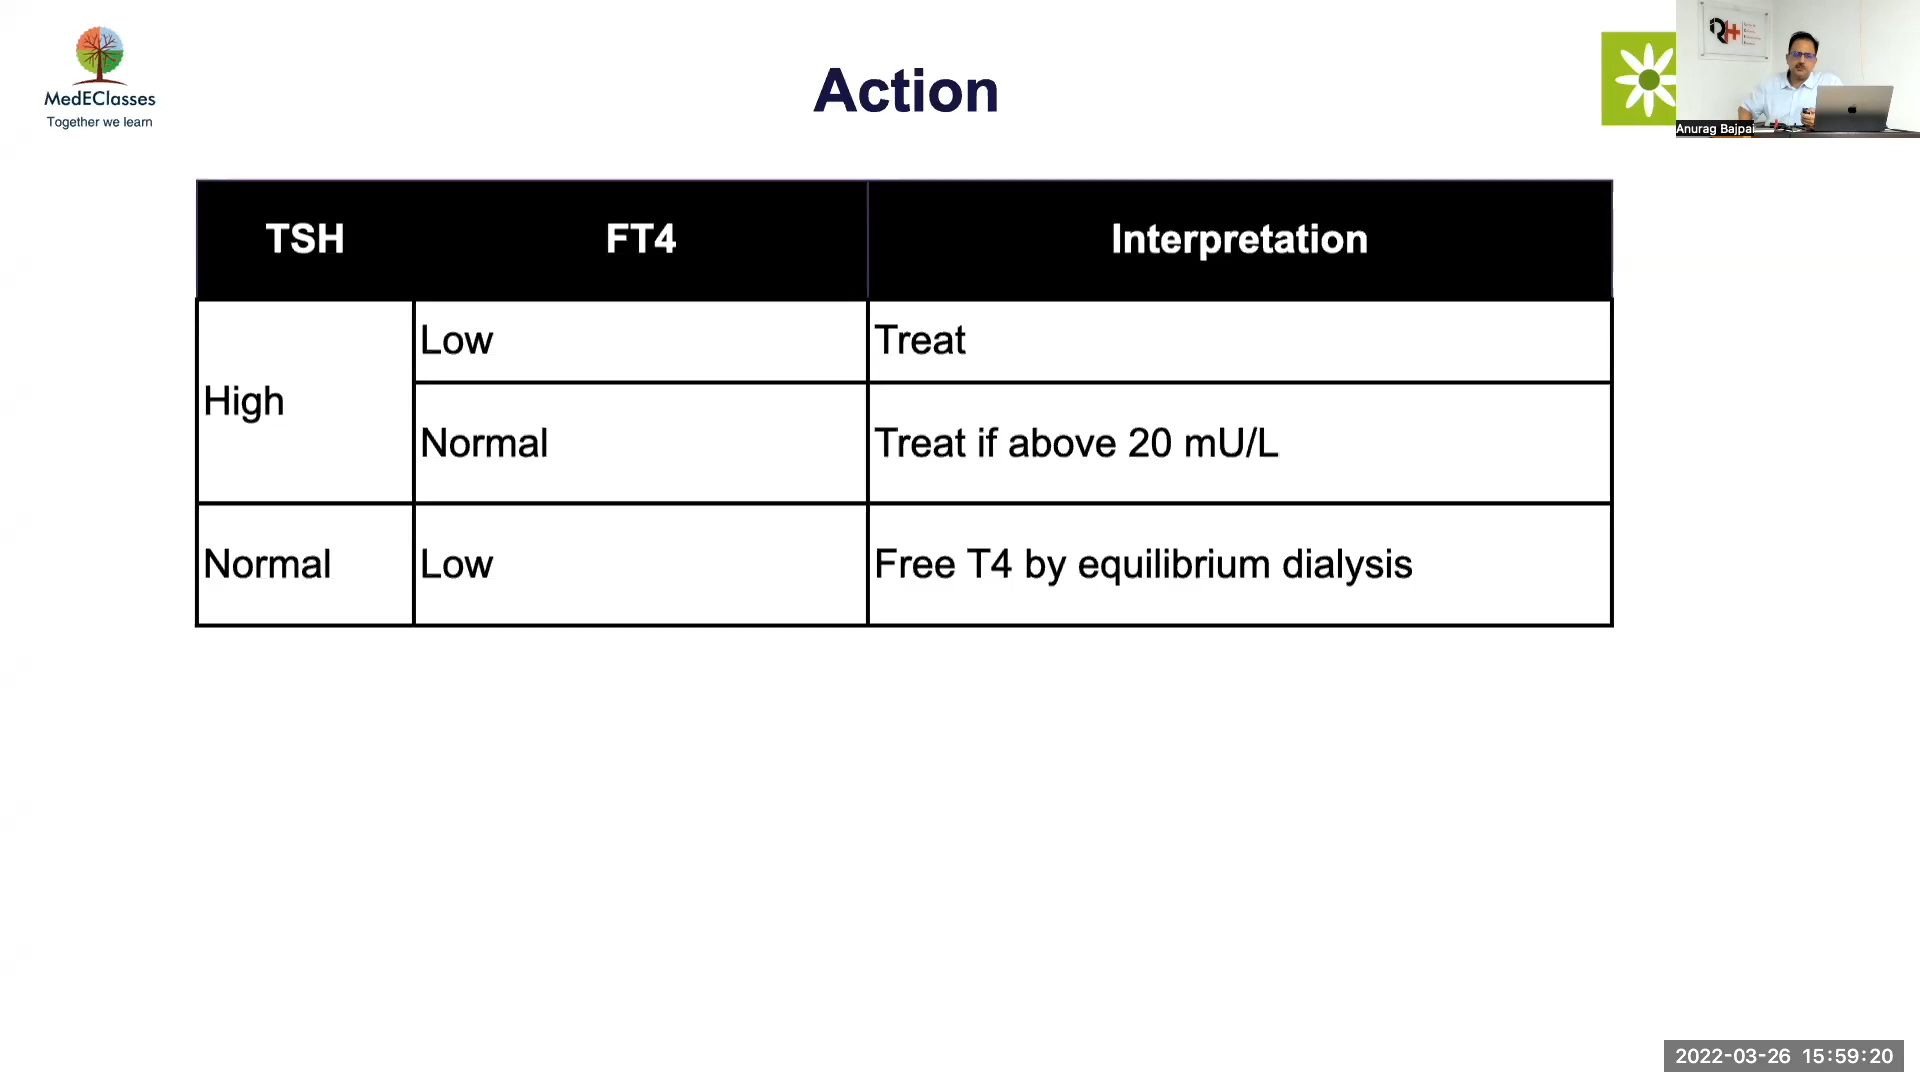 MedEClasses
Together we learn
Action
Anurag Bajpai
TSH FT4 Interpretation
High
Low Treat
Normal Treat if above 20 mU/L
Normal Low Free T4 by equilibrium dialysis
2022-03-26 15:59:20